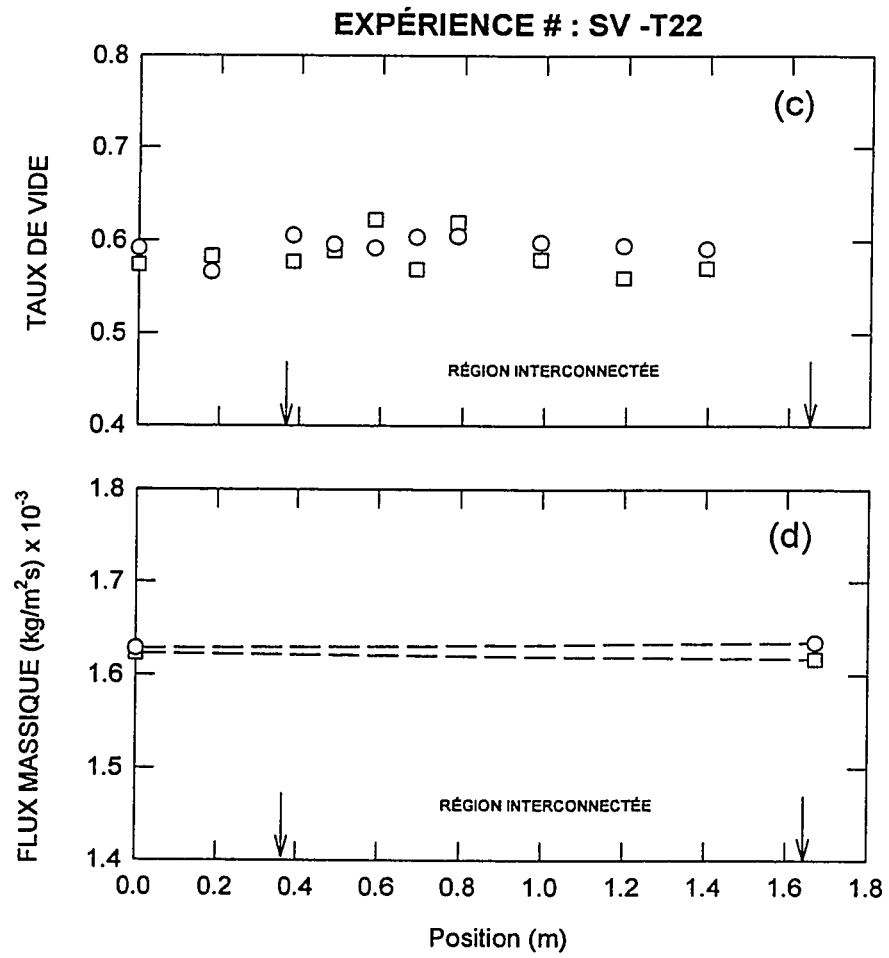 EXPÉRIENCE # : SV -T22
(c)
TAUX DE VIDE
0.8
0.7
0.6
0.5
0.4
RÉGION INTERCONNECTÉE
(d)
FLUX MASSIQUE (kg/m²s) x 10⁻³
1.8
1.7
1.6
1.5
1.4
RÉGION INTERCONNECTÉE
0.0 0.2 0.4 0.6 0.8 1.0 1.2 1.4 1.6 1.8
Position (m)